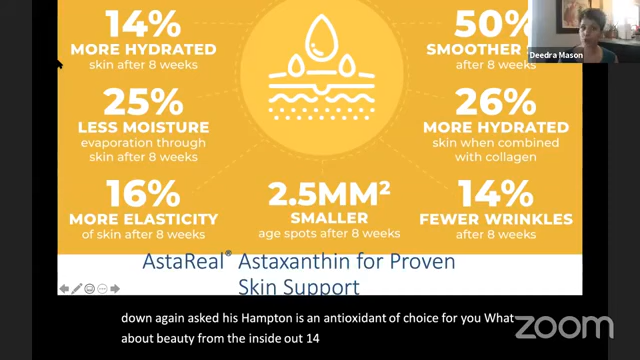 14%
MORE HYDRATED
skin after 8 weeks
50%
SMOOTHER
after 8 weeks
Deedra Mason
25%
LESS MOISTURE
evaporation through
skin after 8 weeks
26%
MORE HYDRATED
skin when combined
with collagen
16%
MORE ELASTICITY
of skin after 8 weeks
2.5MM²
SMALLER
age spots after 8 weeks
14%
FEWER WRINKLES
after 8 weeks
AstaReal® Astaxanthin for Proven
Skin Support
down again asked his Hampton is an antioxidant of choice for you What
about beauty from the inside out 14
zoom